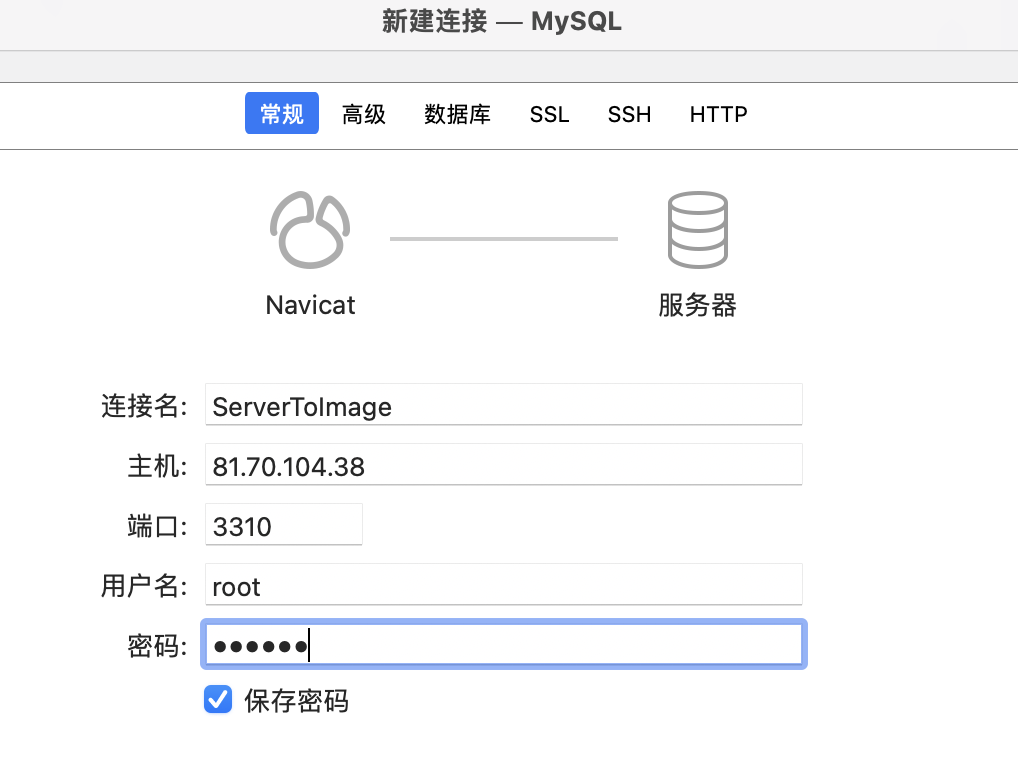 新建连接 — MySQL
常规 高级 数据库 SSL SSH HTTP
Navicat 服务器
连接名: ServerToImage
主机: 81.70.104.38
端口: 3310
用户名: root
密码: ••••••
保存密码